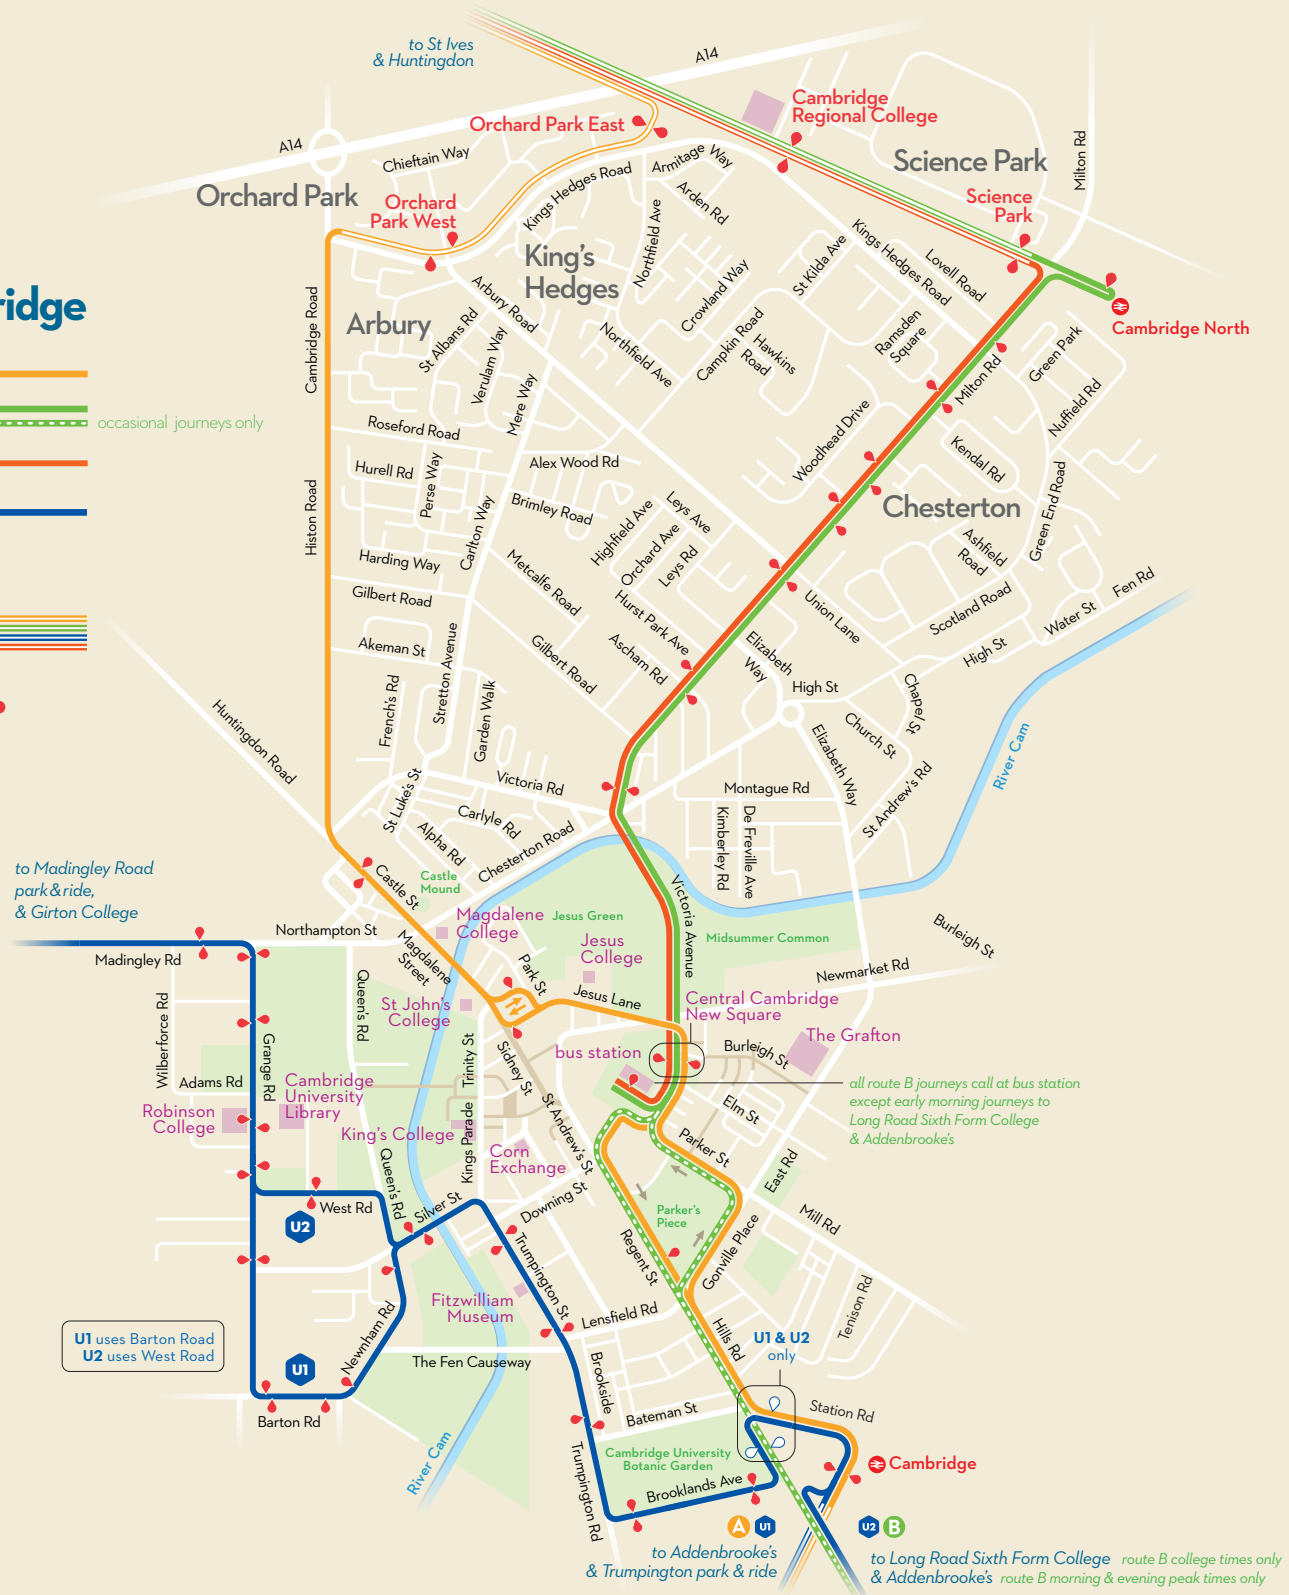 to St Ives
& Huntingdon
A14
Cambridge
Regional College
Orchard Park East
A14
Chieftain Way
Armitage Way
Milton Rd
Science Park
Orchard Park
Orchard
Park West
Kings Hedges Road
Arden Rd
Science
Park
Northfield Ave
King's
Hedges
St Kilda Ave
Kings Hedges Road
Lovell Road
ridge
Cambridge Road
Arbury
Arbury Road
Crowland Way
Cambridge North
St Albans Rd
Verulam Way
Northfield Ave
Campkin Road
Hawkins
Road
Ramsden
Square
Milton Rd
Green Park
Nuffield Rd
occasional journeys only
Mere Way
Roseford Road
Woodhead Drive
Hurell Rd
Perse Way
Alex Wood Rd
Kendal Rd
Histon Road
Brimley Road
Highfield Ave
Leys Ave
Orchard Ave
Leys Rd
Chesterton
Green End Road
Carlton Way
Ashfield
Road
Harding Way
Metcalfe Road
Gilbert Road
Hurst Park Ave
Union Lane
Scotland Road
Water St
Fen Rd
Akeman St
Stretton Avenue
Gilbert Road
Ascham Rd
Elizabeth
Way
High St
High St
French's Rd
Garden Walk
Chapel St
Church St
Huntingdon Road
Elizabeth Way
River Cam
St Luke's St
Victoria Rd
Montague Rd
St Andrew's Rd
Carlyle Rd
Alpha Rd
Chesterton Road
Kimberley Rd
De Freville Ave
to Madingley Road
park & ride,
& Girton College
Castle St
Castle
Mound
Victoria Avenue
Northampton St
Magdalene
College
Jesus Green
Midsummer Common
Burleigh St
Madingley Rd
Magdalene
Street
Jesus
College
Park St
Newmarket Rd
Wilberforce Rd
Queen's Rd
St John's
College
Jesus Lane
Central Cambridge
New Square
The Grafton
Grange Rd
Trinity St
Sidney St
bus station
Burleigh St
Adams Rd
Cambridge
University
Library
all route B journeys call at bus station
except early morning journeys to
Long Road Sixth Form College
& Addenbrooke's
Robinson
College
King's College
Kings Parade
St Andrew's St
Elm St
Corn
Exchange
Parker St
East Rd
Queen's Rd
West Rd
Silver St
Downing St
Parker's
Piece
Mill Rd
U2
Trumpington St
Regent St
Gonville Place
Fitzwilliam
Museum
Lensfield Rd
Tenison Rd
U1 uses Barton Road
U2 uses West Road
U1
Newnham Rd
The Fen Causeway
Hills Rd
U1 & U2
only
Brookside
Barton Rd
Bateman St
Station Rd
River Cam
Trumpington Rd
Cambridge University
Botanic Garden
Cambridge
Brooklands Ave
A
U1
U2
B
to Addenbrooke's
& Trumpington park & ride
to Long Road Sixth Form College route B college times only
& Addenbrooke's route B morning & evening peak times only